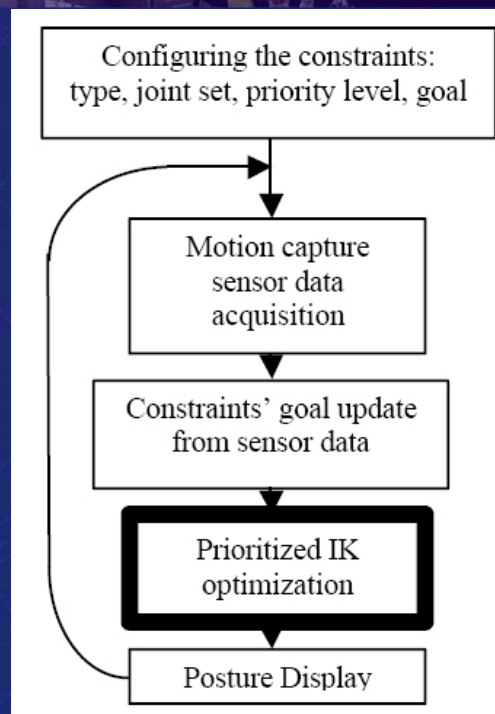 Configuring the constraints:
type, joint set, priority level, goal
Motion capture
sensor data
acquisition
Constraints’ goal update
from sensor data
Prioritized IK
optimization
Posture Display